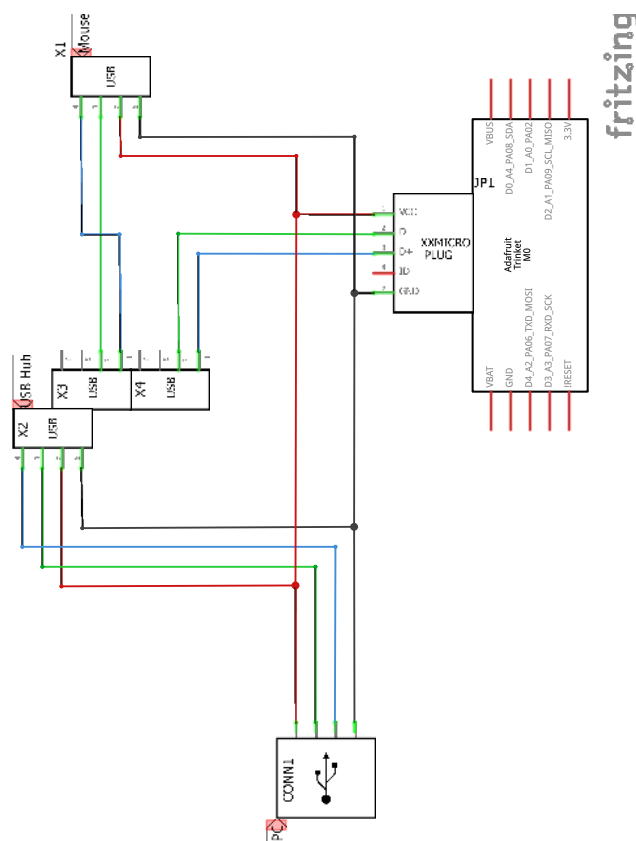 fritzing
Mouse
X1
USB
VBUS
D0_A4_PA08_SDA
D1_A0_PA02
D2_A1_PA09_SCL_MISO
3.3V
JP1
VCC
D-
D+
ID
GND
XXMICRO
PLUG
Adafruit
Trinket
M0
VBAT
GND
D4_A2_PA06_TXD_MOSI
D3_A3_PA07_RXD_SCK
!RESET
USB Hub
X3
USB
X4
USB
X2
USB
CONN1
PC